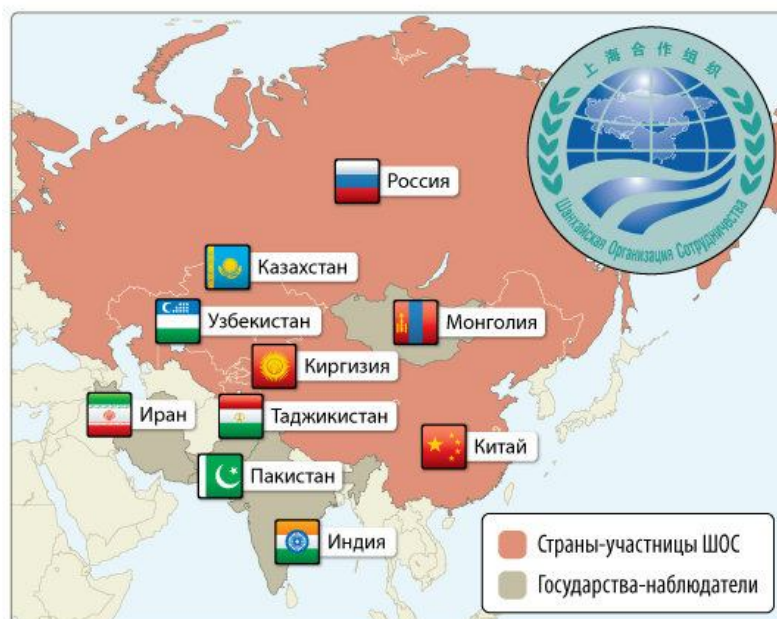 上海合作组织
Шанхайская Организация Сотрудничества
Россия
Казахстан
Узбекистан
Монголия
Киргизия
Иран
Таджикистан
Китай
Пакистан
Индия
Страны-участницы ШОС
Государства-наблюдатели